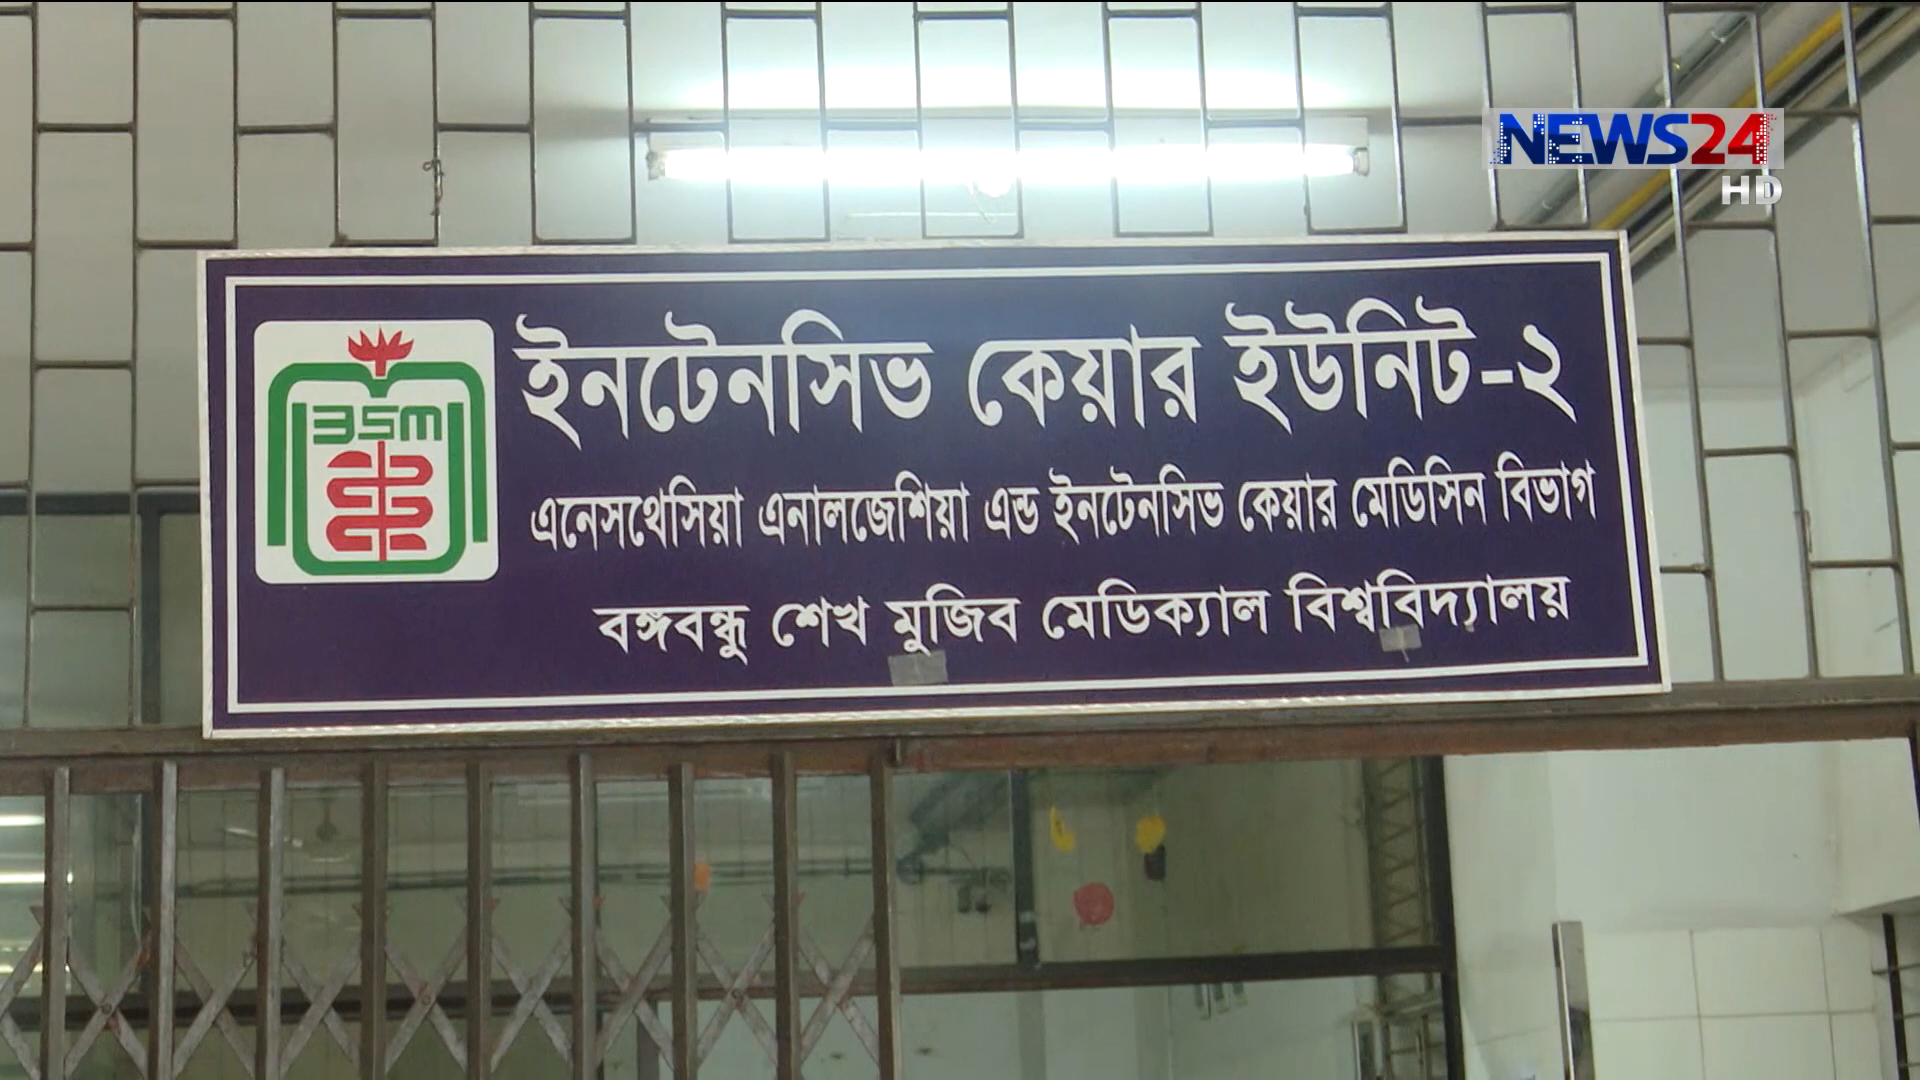 NEWS24
HD
ইনটেনসিভ কেয়ার ইউনিট-২
BSM
এনেসথেসিয়া এনালজেশিয়া এন্ড ইনটেনসিভ কেয়ার মেডিসিন বিভাগ
বঙ্গবন্ধু শেখ মুজিব মেডিক্যাল বিশ্ববিদ্যালয়